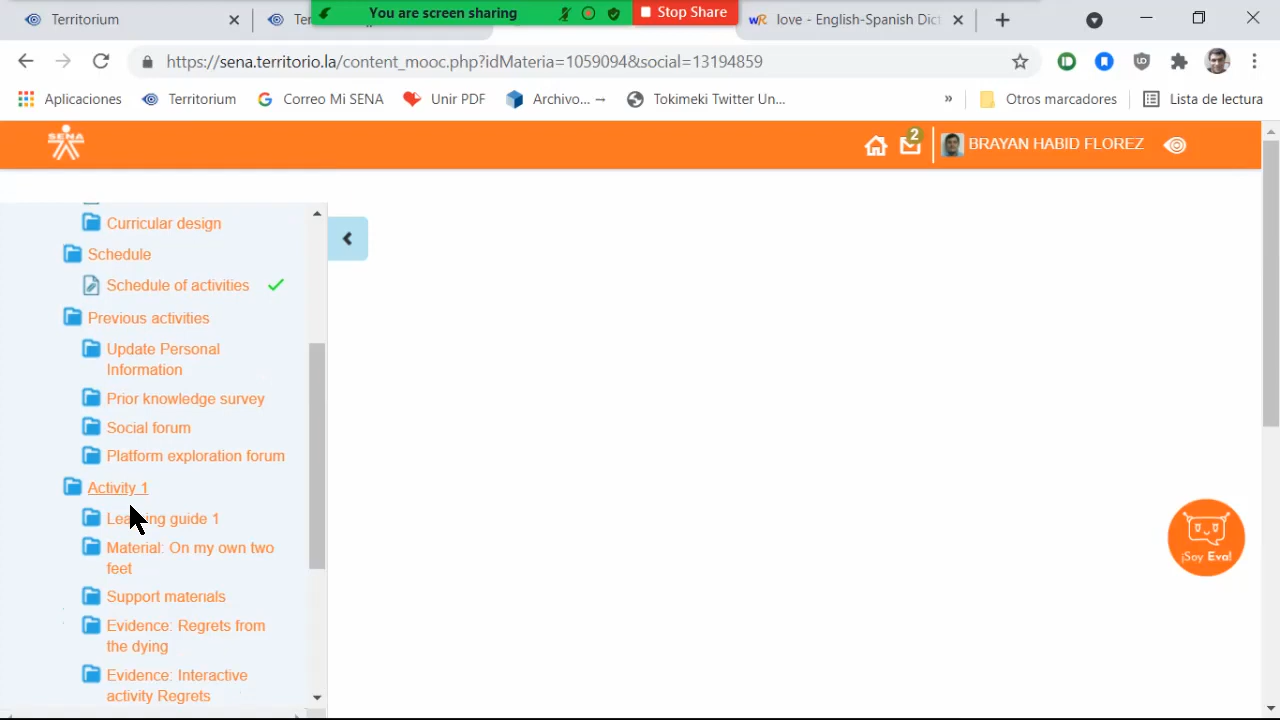 Territorium
Te
You are screen sharing
Stop Share
love - English-Spanish Dict
https://sena.territorio.la/content_mooc.php?idMateria=1059094&social=13194859
Aplicaciones
Territorium
Correo Mi SENA
Unir PDF
Archivo... →
Tokimeki Twitter Un...
»
Otros marcadores
Lista de lectura
SENA
2
BRAYAN HABID FLOREZ
Curricular design
Schedule
Schedule of activities
Previous activities
Update Personal
Information
Prior knowledge survey
Social forum
Platform exploration forum
Activity 1
Learning guide 1
Material: On my own two
feet
Support materials
Evidence: Regrets from
the dying
Evidence: Interactive
activity Regrets
¡Soy Eva!